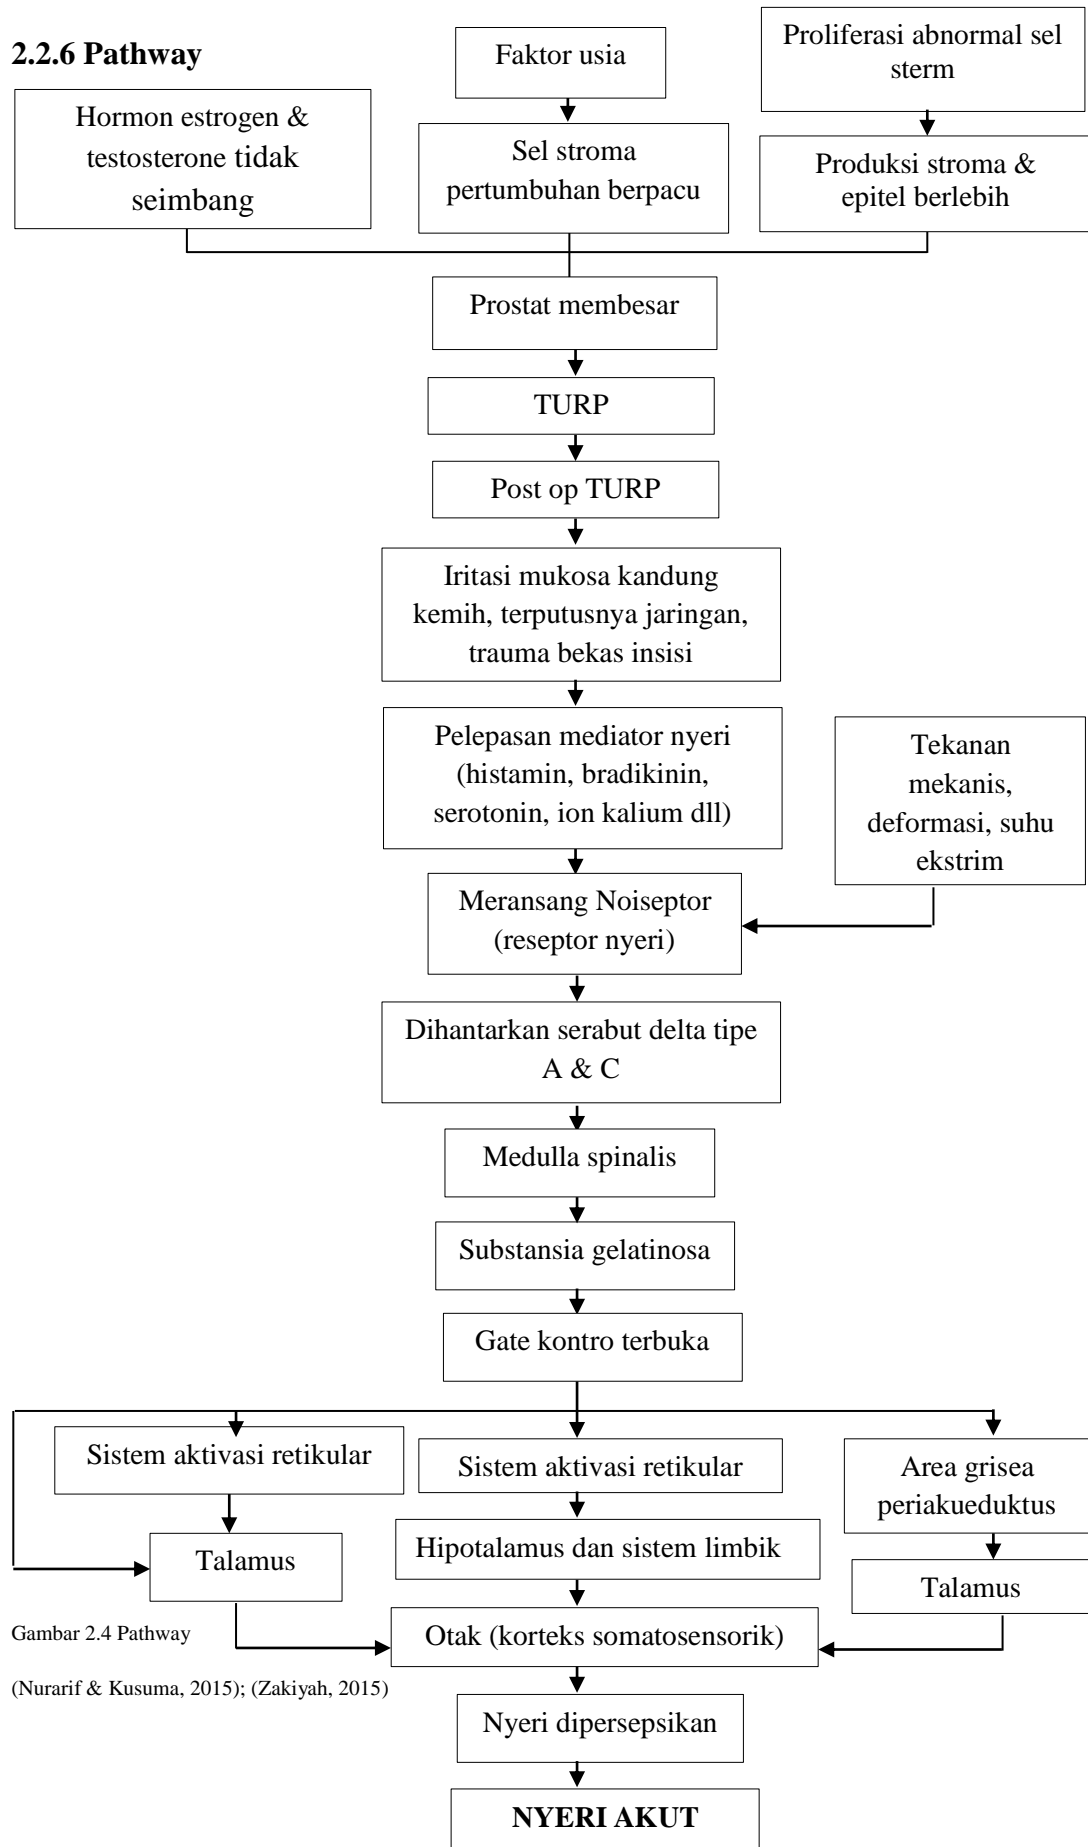 2.2.6 Pathway
Faktor usia
Proliferasi abnormal sel
sterm
Hormon estrogen &
testosterone tidak
seimbang
Sel stroma
pertumbuhan berpacu
Produksi stroma &
epitel berlebih
Prostat membesar
TURP
Post op TURP
Iritasi mukosa kandung
kemih, terputusnya jaringan,
trauma bekas insisi
Pelepasan mediator nyeri
(histamin, bradikinin,
serotonin, ion kalium dll)
Tekanan
mekanis,
deformasi, suhu
ekstrim
Meransang Noiseptor
(reseptor nyeri)
Dihantarkan serabut delta tipe
A & C
Medulla spinalis
Substansia gelatinosa
Gate kontro terbuka
Sistem aktivasi retikular
Sistem aktivasi retikular
Area grisea
periakueduktus
Talamus
Hipotalamus dan sistem limbik
Talamus
Otak (korteks somatosensorik)
Gambar 2.4 Pathway
(Nurarif & Kusuma, 2015); (Zakiyah, 2015)
Nyeri dipersepsikan
NYERI AKUT